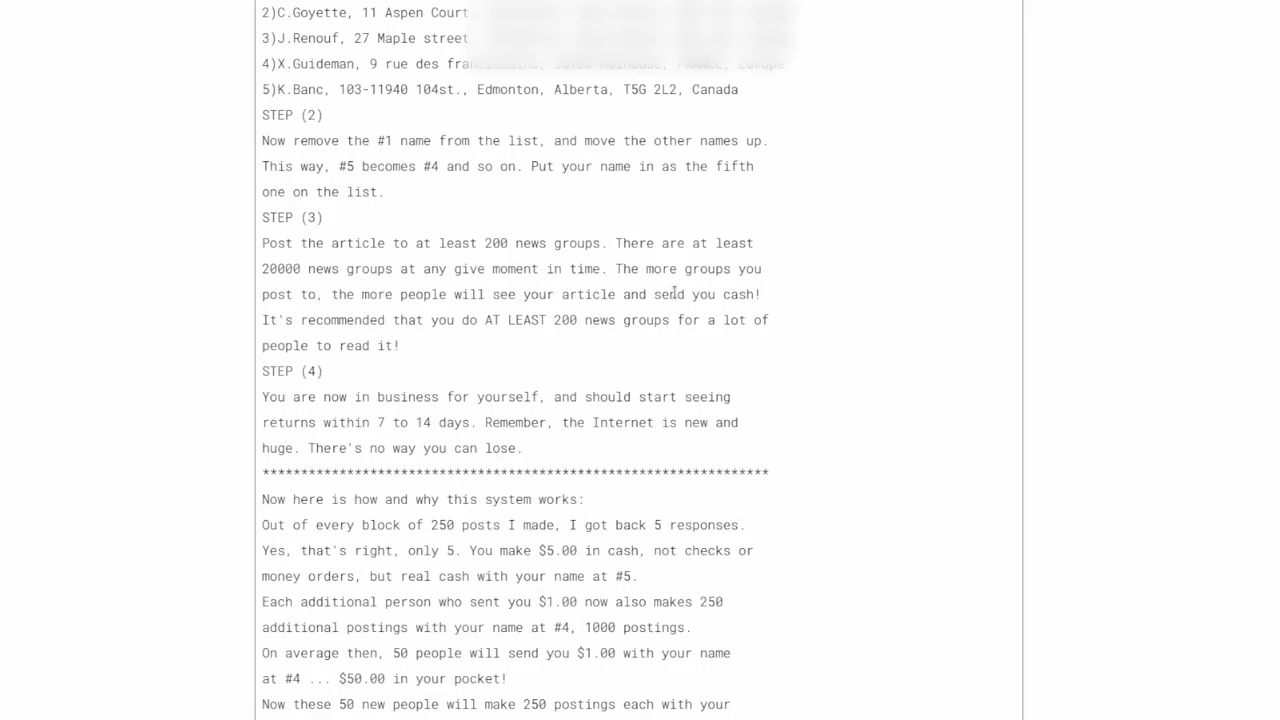 2)C.Goyette, 11 Aspen Court
3)J.Renouf, 27 Maple street
4)X.Guideman, 9 rue des
5)K.Banc, 103-11940 104st., Edmonton, Alberta, T5G 2L2, Canada
STEP (2)
Now remove the #1 name from the list, and move the other names up.
This way, #5 becomes #4 and so on. Put your name in as the fifth
one on the list.
STEP (3)
Post the article to at least 200 news groups. There are at least
20000 news groups at any give moment in time. The more groups you
post to, the more people will see your article and send you cash!
It's recommended that you do AT LEAST 200 news groups for a lot of
people to read it!
STEP (4)
You are now in business for yourself, and should start seeing
returns within 7 to 14 days. Remember, the Internet is new and
huge. There's no way you can lose.
******************************************************************
Now here is how and why this system works:
Out of every block of 250 posts I made, I got back 5 responses.
Yes, that's right, only 5. You make $5.00 in cash, not checks or
money orders, but real cash with your name at #5.
Each additional person who sent you $1.00 now also makes 250
additional postings with your name at #4, 1000 postings.
On average then, 50 people will send you $1.00 with your name
at #4 ... $50.00 in your pocket!
Now these 50 new people will make 250 postings each with your